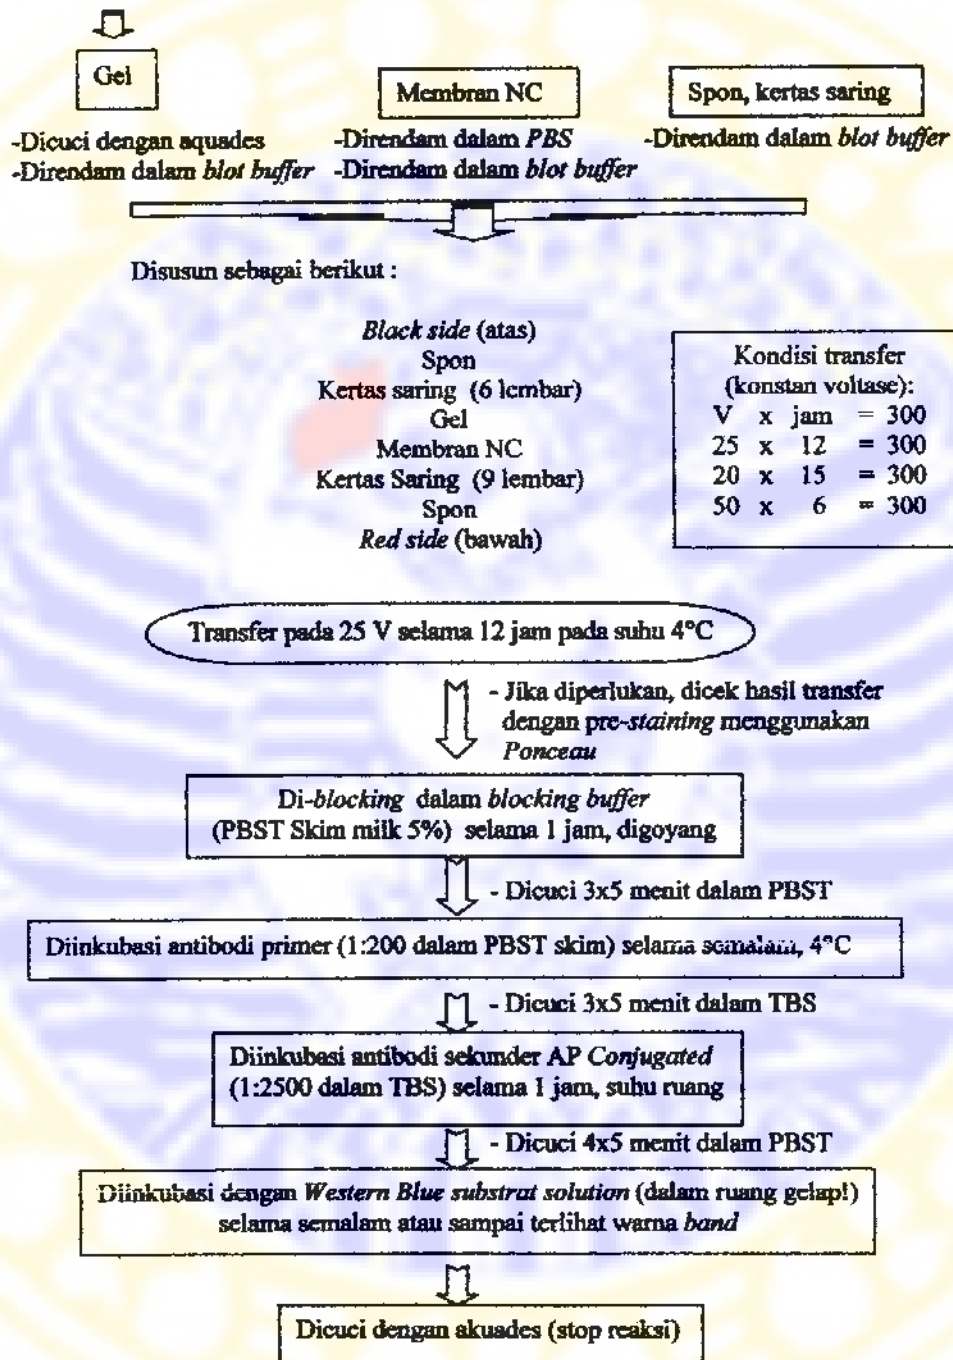 Gel
-Dicuci dengan aquades
-Direndam dalam blot buffer
Membran NC
-Direndam dalam PBS
-Direndam dalam blot buffer
Spon, kertas saring
-Direndam dalam blot buffer
Disusun sebagai berikut :
Black side (atas)
Spon
Kertas saring (6 lembar)
Gel
Membran NC
Kertas Saring (9 lembar)
Spon
Red side (bawah)
Kondisi transfer
(konstan voltase):
V x jam = 300
25 x 12 = 300
20 x 15 = 300
50 x 6 = 300
Transfer pada 25 V selama 12 jam pada suhu 4°C
- Jika diperlukan, dicek hasil transfer
dengan pre-staining menggunakan
Ponceau
Di-blocking dalam blocking buffer
(PBST Skim milk 5%) selama 1 jam, digoyang
- Dicuci 3x5 menit dalam PBST
Diinkubasi antibodi primer (1:200 dalam PBST skim) selama semalam, 4°C
- Dicuci 3x5 menit dalam TBS
Diinkubasi antibodi sekunder AP Conjugated
(1:2500 dalam TBS) selama 1 jam, suhu ruang
- Dicuci 4x5 menit dalam PBST
Diinkubasi dengan Western Blue substrat solution (dalam ruang gelap!)
selama semalam atau sampai terlihat warna band
Dicuci dengan akuades (stop reaksi)